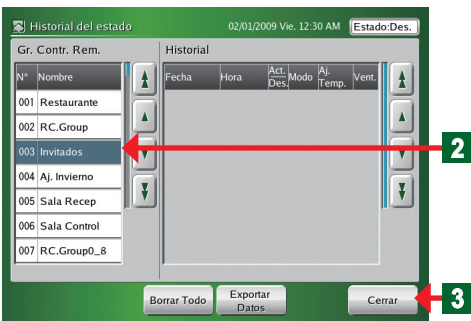 Historial del estado
02/01/2009 Vie. 12:30 AM
Estado:Des.
Gr. Contr. Rem.
Historial
N° Nombre
Fecha Hora Act. Des. Modo Aj. Temp. Vent.
001 Restaurante
002 RC.Group
003 Invitados
2
004 Aj. Invierno
005 Sala Recep
006 Sala Control
007 RC.Group0_8
Borrar Todo
Exportar
Datos
Cerrar
3